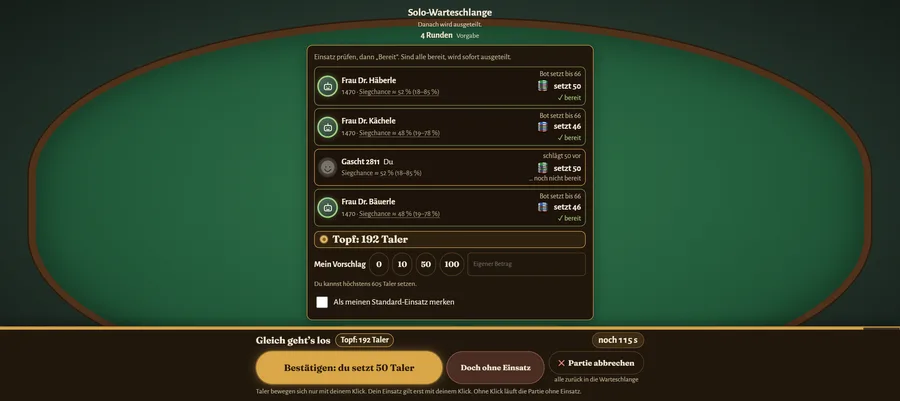 Solo-Warteschlange
Danach wird ausgeteilt.
4 Runden Vorgabe
Einsatz prüfen, dann „Bereit“. Sind alle bereit, wird sofort ausgeteilt.
Frau Dr. Häberle
1470 · Siegchance ≈ 52 % (18–85 %)
Bot setzt bis 66
setzt 50
✓ bereit
Frau Dr. Kächele
1470 · Siegchance ≈ 48 % (19–78 %)
Bot setzt bis 66
setzt 46
✓ bereit
Gascht 2811 Du
Siegchance ≈ 52 % (18–85 %)
schlägt 50 vor
setzt 50
… noch nicht bereit
Frau Dr. Bäuerle
1470 · Siegchance ≈ 48 % (19–78 %)
Bot setzt bis 66
setzt 46
✓ bereit
Topf: 192 Taler
Mein Vorschlag 0 10 50 100 Eigener Betrag
Du kannst höchstens 605 Taler setzen.
Als meinen Standard-Einsatz merken
Gleich geht's los Topf: 192 Taler noch 115 s
Bestätigen: du setzt 50 Taler
Doch ohne Einsatz
✕ Partie abbrechen
alle zurück in die Warteschlange
Taler bewegen sich nur mit deinem Klick. Dein Einsatz gilt erst mit deinem Klick. Ohne Klick läuft die Partie ohne Einsatz.